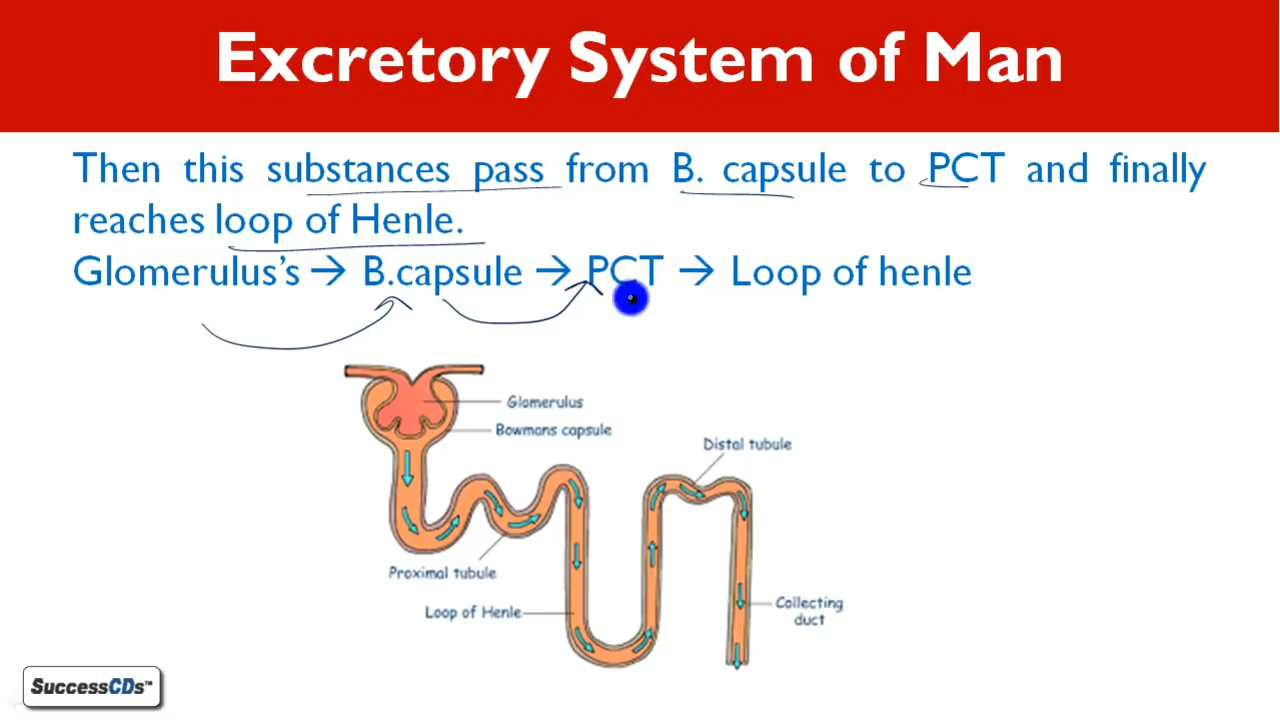 Excretory System of Man
Then this substances pass from B. capsule to PCT and finally
reaches loop of Henle.
Glomerulus's → B.capsule → PCT → Loop of henle
Glomerulus
Bowmans capsule
Distal tubule
Proximal tubule
Loop of Henle
Collecting
duct
SuccessCDs™